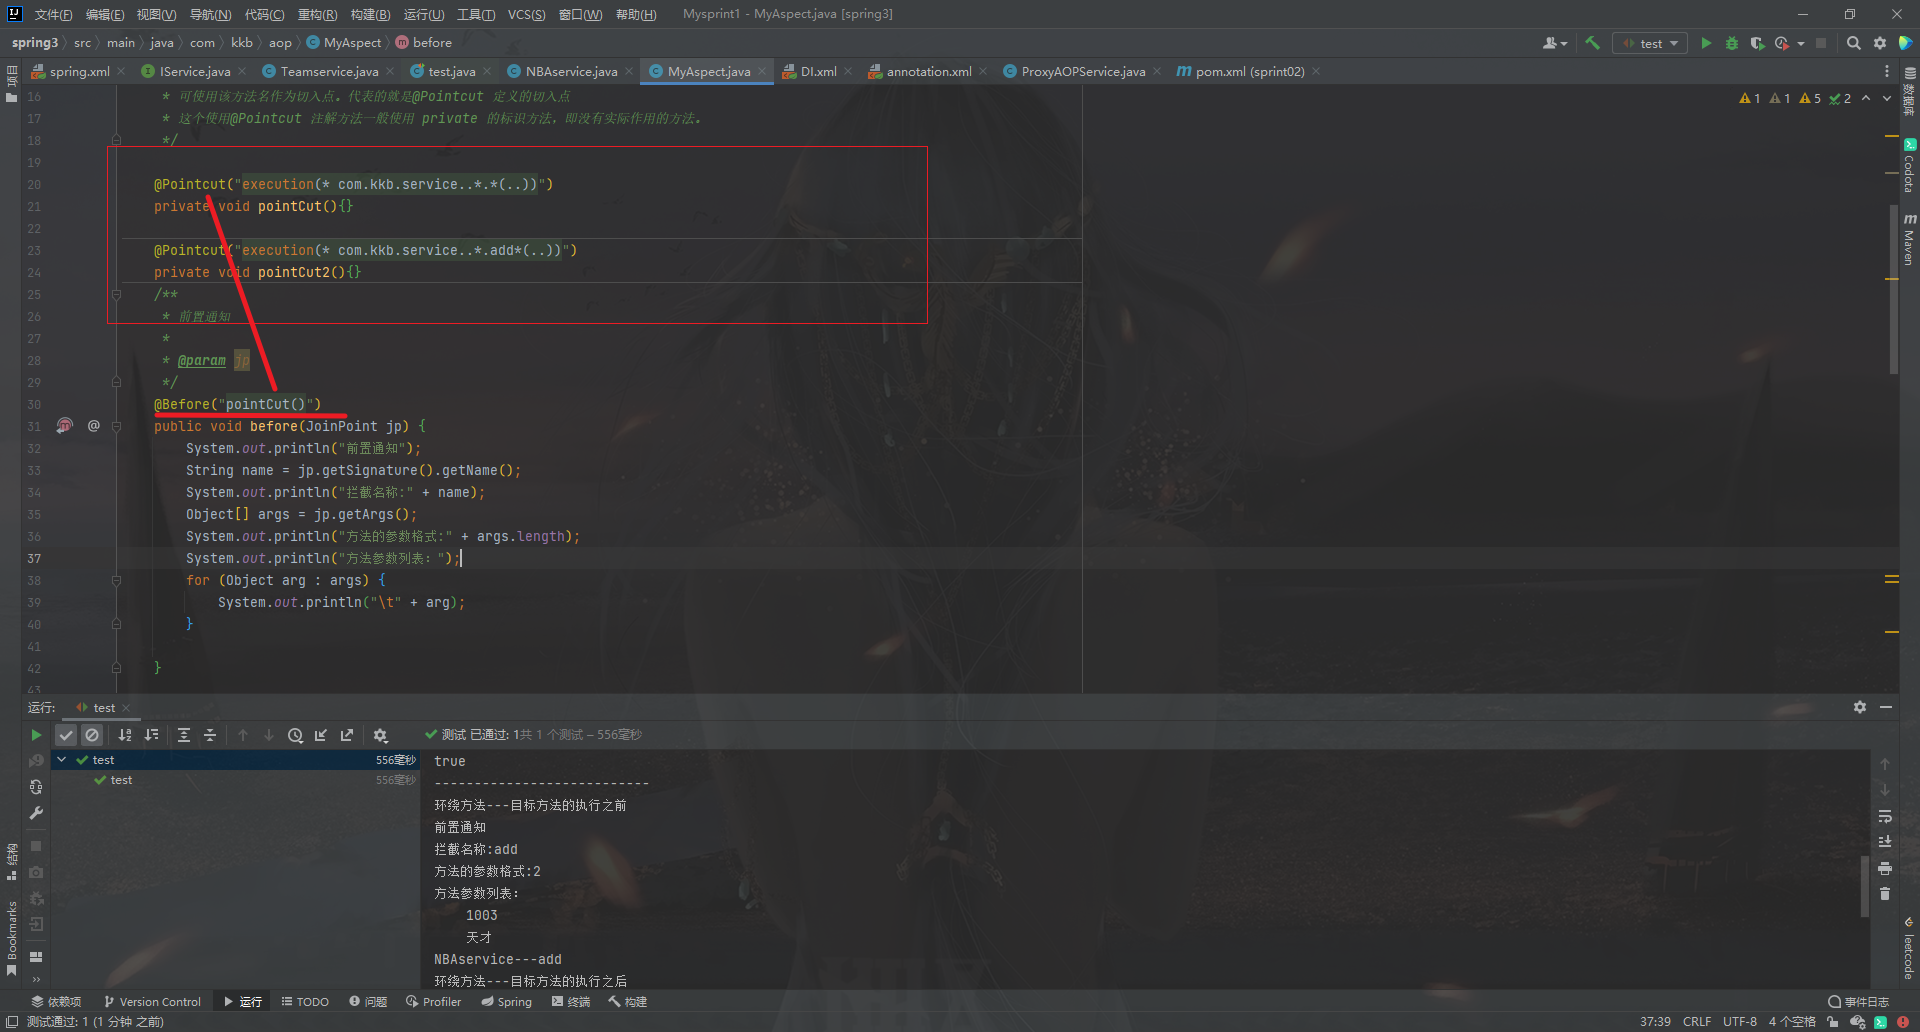 文件(F) 编辑(E) 视图(V) 导航(N) 代码(C) 重构(R) 构建(B) 运行(U) 工具(T) VCS(S) 窗口(W) 帮助(H) Mysprint1 - MyAspect.java [spring3]
spring3 src main java com kkb aop MyAspect before test
spring.xml IService.java Teamservice.java test.java NBAservice.java MyAspect.java DI.xml annotation.xml ProxyAOPService.java pom.xml (sprint02)
项目
数据库
Codota
Maven
1 1 5 2
16 * 可使用该方法名作为切入点。代表的就是@Pointcut 定义的切入点
17 * 这个使用@Pointcut 注解方法一般使用 private 的标识方法，即没有实际作用的方法。
18 */
19
20 @Pointcut("execution(* com.kkb.service..*.*(..))")
21 private void pointCut(){}
22
23 @Pointcut("execution(* com.kkb.service..*.add*(..))")
24 private void pointCut2(){}
25 /**
26 * 前置通知
27 *
28 * @param jp
29 */
30 @Before("pointCut()")
31 public void before(JoinPoint jp) {
32 System.out.println("前置通知");
33 String name = jp.getSignature().getName();
34 System.out.println("拦截名称:" + name);
35 Object[] args = jp.getArgs();
36 System.out.println("方法的参数格式:" + args.length);
37 System.out.println("方法参数列表：");
38 for (Object arg : args) {
39 System.out.println("\t" + arg);
40 }
41
42 }
43
运行: test
测试 已通过: 1共 1 个测试 – 556毫秒
test 556毫秒
test 556毫秒
true
---------------------------
环绕方法---目标方法的执行之前
前置通知
拦截名称:add
方法的参数格式:2
方法参数列表：
1003
天才
NBAservice---add
环绕方法---目标方法的执行之后
结构
Bookmarks
leetcode
依赖项 Version Control 运行 TODO 问题 Profiler Spring 终端 构建 事件日志
测试通过: 1 (1 分钟 之前) 37:39 CRLF UTF-8 4 个空格